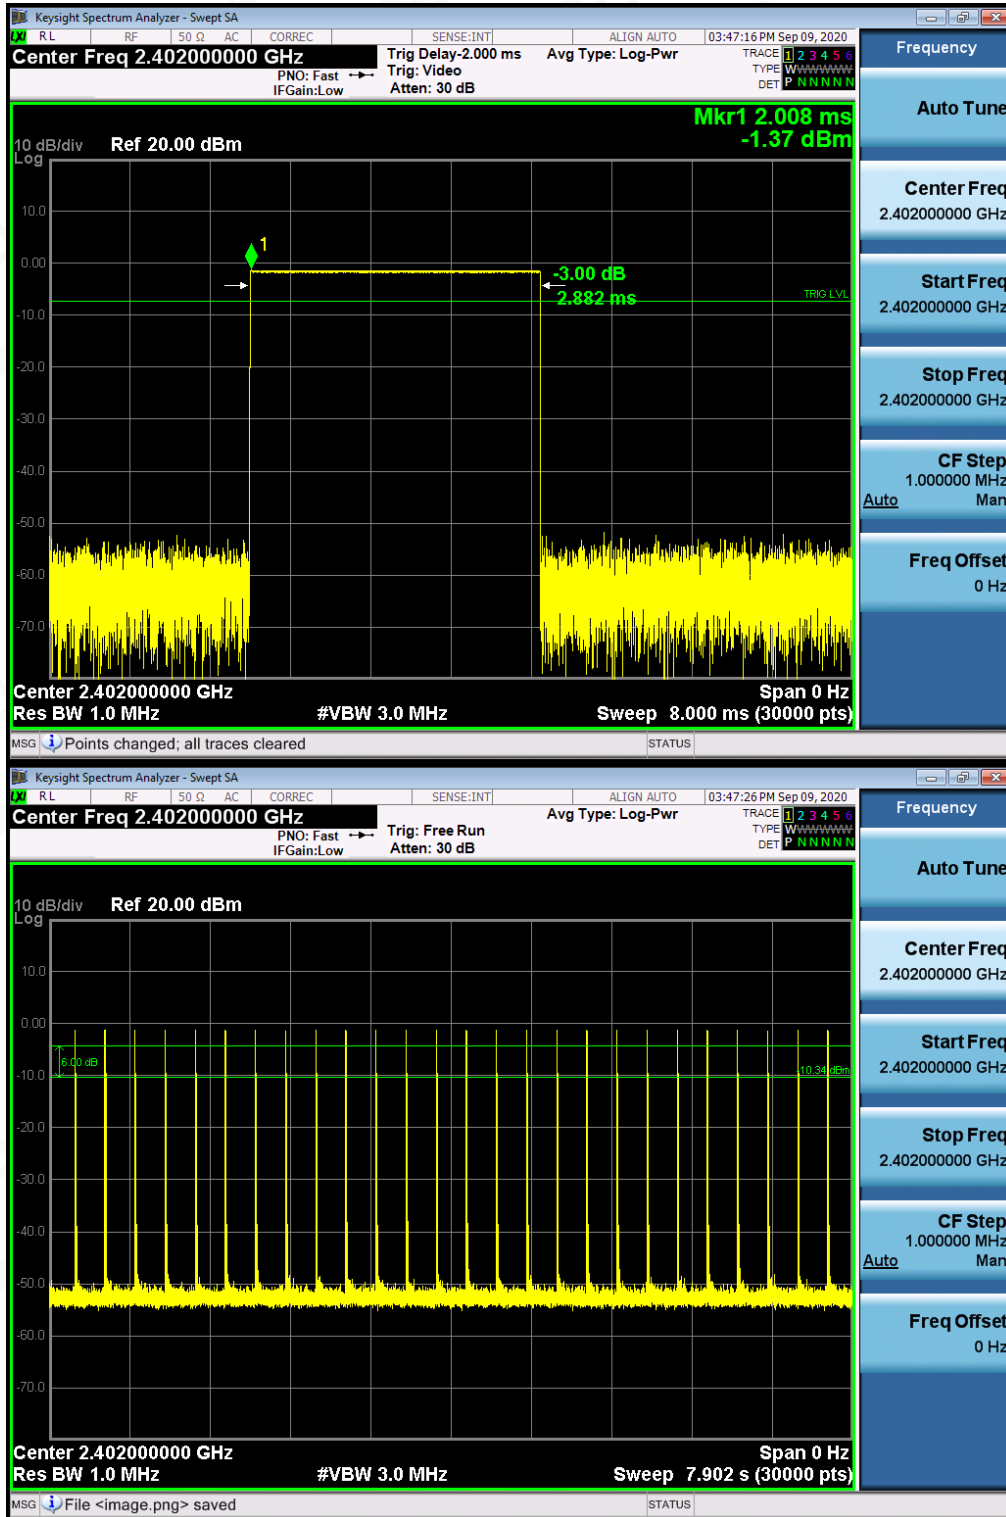 Keysight Spectrum Analyzer - Swept SA
LXI RL RF 50 Ω AC CORREC SENSE:INT ALIGN AUTO 03:47:16 PM Sep 09, 2020
Center Freq 2.402000000 GHz
PNO: Fast
IFGain:Low
Trig Delay-2.000 ms
Trig: Video
Atten: 30 dB
Avg Type: Log-Pwr
TRACE 1 2 3 4 5 6
TYPE WWWWWW
DET P N N N N N
Mkr1 2.008 ms
-1.37 dBm
10 dB/div Ref 20.00 dBm
Log
10.0
1
0.00
-3.00 dB
2.882 ms
TRIG LVL
-10.0
-20.0
-30.0
-40.0
-50.0
-60.0
-70.0
Center 2.402000000 GHz Span 0 Hz
Res BW 1.0 MHz #VBW 3.0 MHz Sweep 8.000 ms (30000 pts)
MSG Points changed; all traces cleared STATUS
Frequency
Auto Tune
Center Freq
2.402000000 GHz
Start Freq
2.402000000 GHz
Stop Freq
2.402000000 GHz
CF Step
1.000000 MHz
Auto Man
Freq Offset
0 Hz
Keysight Spectrum Analyzer - Swept SA
LXI RL RF 50 Ω AC CORREC SENSE:INT ALIGN AUTO 03:47:26 PM Sep 09, 2020
Center Freq 2.402000000 GHz
PNO: Fast
IFGain:Low
Trig: Free Run
Atten: 30 dB
Avg Type: Log-Pwr
TRACE 1 2 3 4 5 6
TYPE WWWWWW
DET P N N N N N
10 dB/div Ref 20.00 dBm
Log
10.0
0.00
6.00 dB
-10.0
-10.34 dBm
-20.0
-30.0
-40.0
-50.0
-60.0
-70.0
Center 2.402000000 GHz Span 0 Hz
Res BW 1.0 MHz #VBW 3.0 MHz Sweep 7.902 s (30000 pts)
MSG File <image.png> saved STATUS
Frequency
Auto Tune
Center Freq
2.402000000 GHz
Start Freq
2.402000000 GHz
Stop Freq
2.402000000 GHz
CF Step
1.000000 MHz
Auto Man
Freq Offset
0 Hz